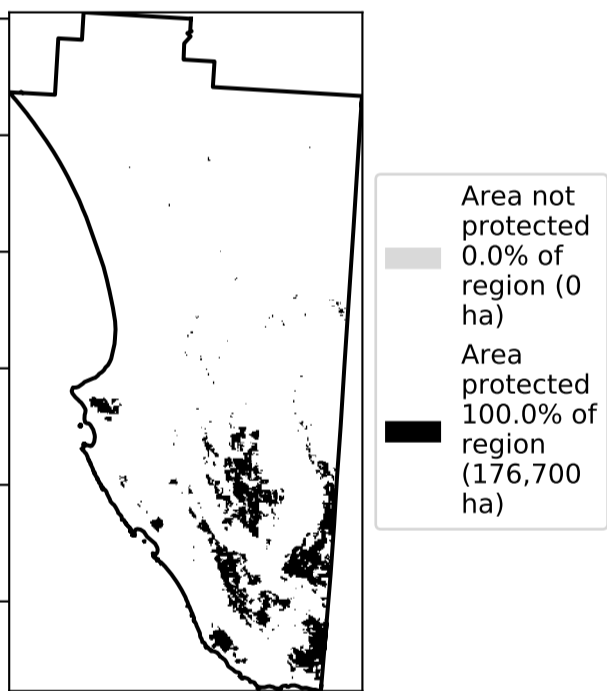 Area not
protected
0.0% of
region (0
ha)
Area
protected
100.0% of
region
(176,700
ha)